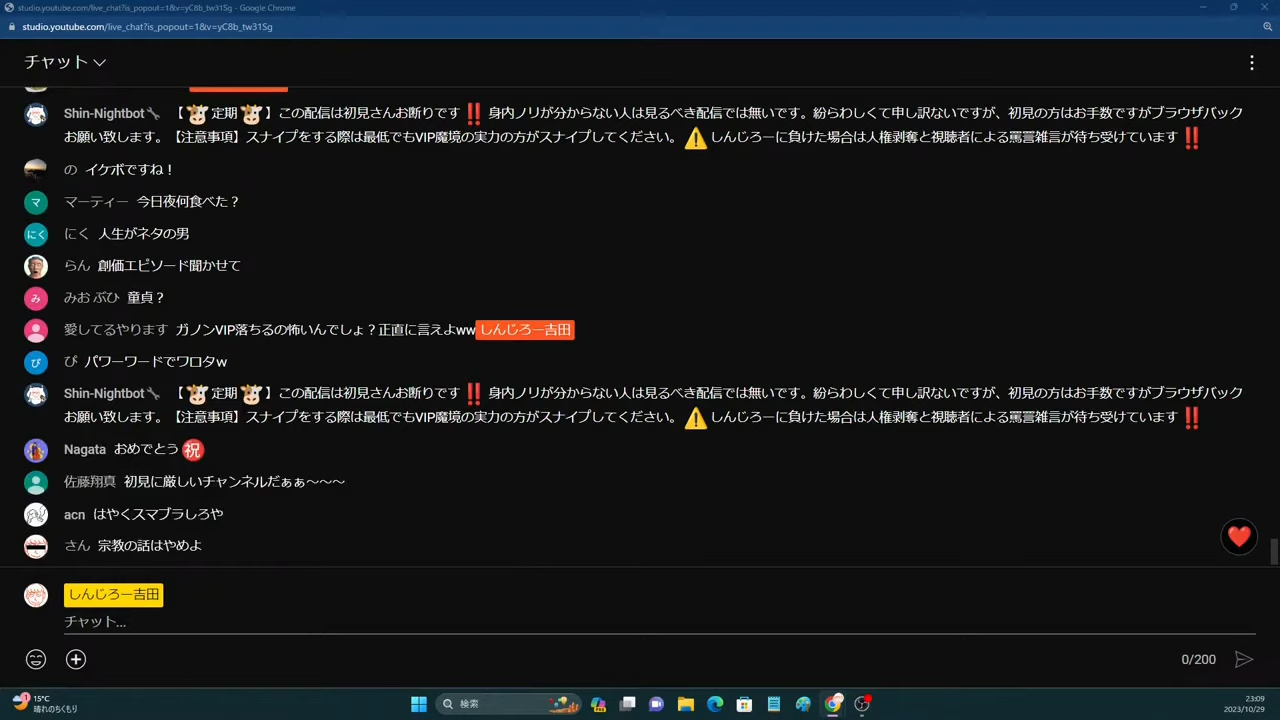 studio.youtube.com/live_chat?is_popout=1&v=yC8b_tw31Sg - Google Chrome
studio.youtube.com/live_chat?is_popout=1&v=yC8b_tw31Sg
チャット
Shin-Nightbot 【🐮定期🐮】この配信は初見さんお断りです‼️身内ノリが分からない人は見るべき配信では無いです。紛らわしくて申し訳ないですが、初見の方はお手数ですがブラウザバック
お願い致します。【注意事項】スナイプをする際は最低でもVIP魔境の実力の方がスナイプしてください。⚠️しんじろーに負けた場合は人権剥奪と視聴者による罵詈雑言が待ち受けています‼️
の イケボですね！
マ マーティー 今日夜何食べた？
にく にく 人生がネタの男
らん 創価エピソード聞かせて
み みお ぶひ 童貞？
愛してるやります ガノンVIP落ちるの怖いんでしょ？正直に言えよwwしんじろー吉田
ぴ ぴ パワーワードでワロタw
Shin-Nightbot 【🐮定期🐮】この配信は初見さんお断りです‼️身内ノリが分からない人は見るべき配信では無いです。紛らわしくて申し訳ないですが、初見の方はお手数ですがブラウザバック
お願い致します。【注意事項】スナイプをする際は最低でもVIP魔境の実力の方がスナイプしてください。⚠️しんじろーに負けた場合は人権剥奪と視聴者による罵詈雑言が待ち受けています‼️
Nagata おめでとう㊗️
佐藤翔真 初見に厳しいチャンネルだぁぁ〜〜〜
acn はやくスマブラしろや
さん 宗教の話はやめよ
しんじろー吉田
チャット...
0/200
1 15°C
晴れのちくもり
検索
23:09
2023/10/29